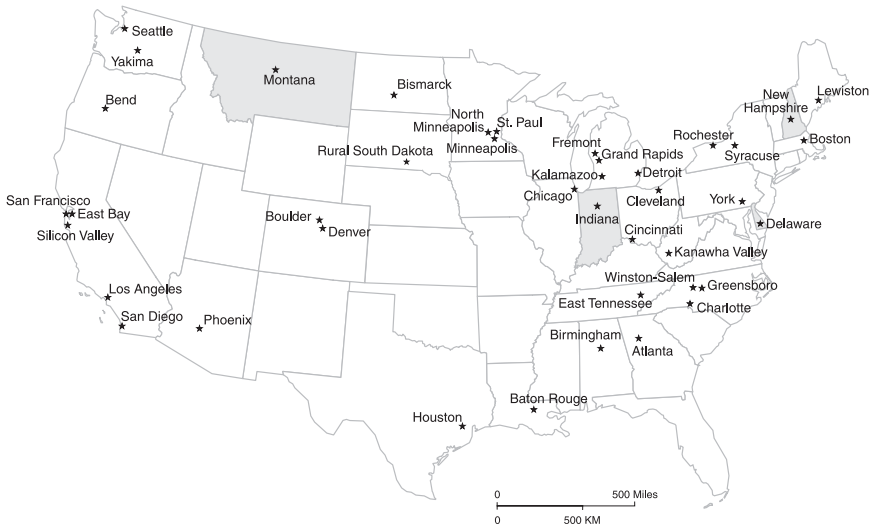 Seattle
Yakima
Montana
Bismarck
New
Hampshire
Lewiston
Bend
North
Minneapolis
St. Paul
Minneapolis
Rochester
Boston
Syracuse
Fremont
Grand Rapids
Rural South Dakota
Kalamazoo
Detroit
Chicago
Cleveland
York
San Francisco
East Bay
Silicon Valley
Boulder
Denver
Indiana
Cincinnati
Delaware
Kanawha Valley
Winston-Salem
Greensboro
Los Angeles
East Tennessee
Charlotte
San Diego
Phoenix
Birmingham
Atlanta
Baton Rouge
Houston
0 500 Miles
0 500 KM